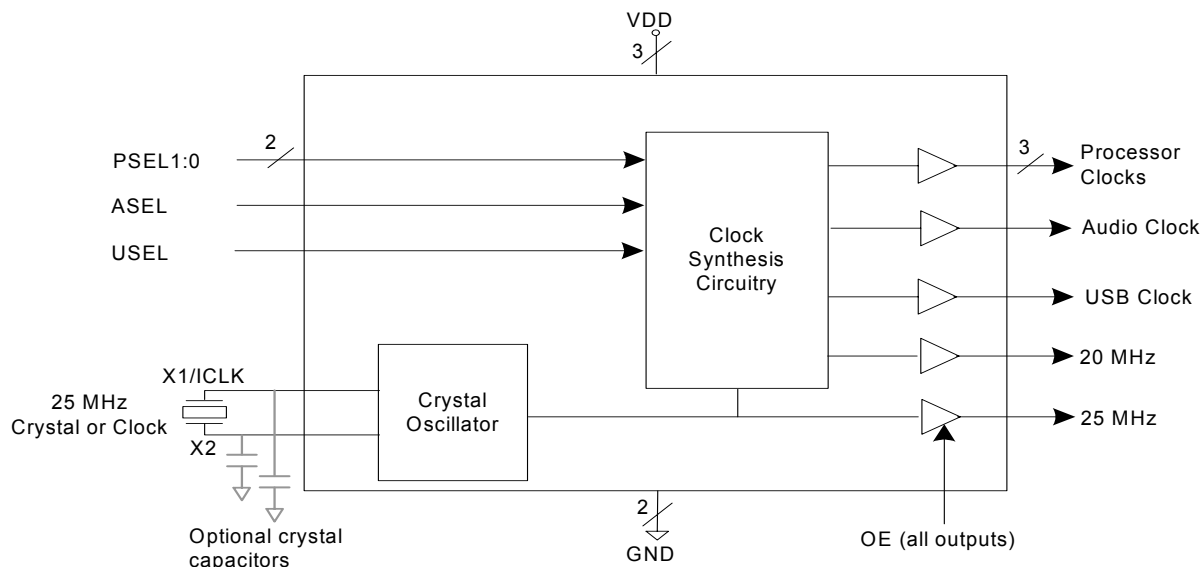 VDD
3
PSEL1:0
2
ASEL
USEL
Clock
Synthesis
Circuitry
3
Processor
Clocks
Audio Clock
USB Clock
20 MHz
25 MHz
X1/ICLK
25 MHz
Crystal or Clock
X2
Crystal
Oscillator
Optional crystal
capacitors
2
GND
OE (all outputs)